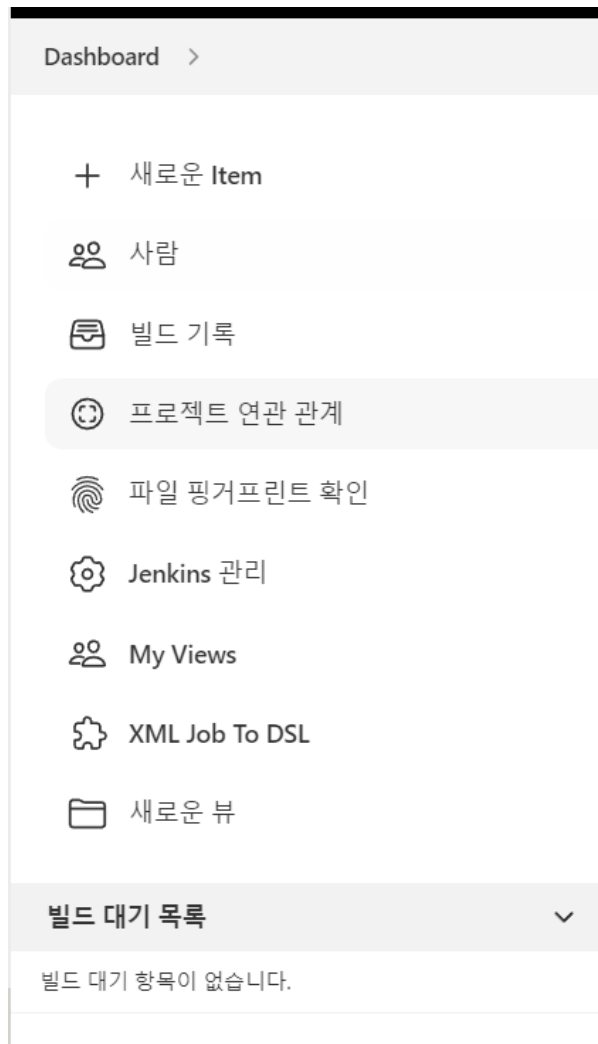 Dashboard
새로운 Item
사람
빌드 기록
프로젝트 연관 관계
파일 핑거프린트 확인
Jenkins 관리
My Views
XML Job To DSL
새로운 뷰
빌드 대기 목록
빌드 대기 항목이 없습니다.